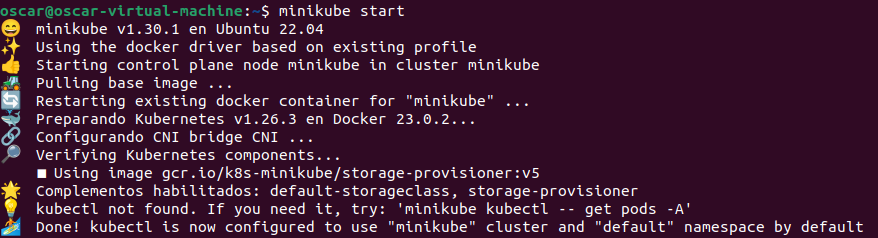 oscar@oscar-virtual-machine:~$ minikube start
😄 minikube v1.30.1 en Ubuntu 22.04
✨ Using the docker driver based on existing profile
👍 Starting control plane node minikube in cluster minikube
🚜 Pulling base image ...
🔄 Restarting existing docker container for "minikube" ...
🐳 Preparando Kubernetes v1.26.3 en Docker 23.0.2...
🔗 Configurando CNI bridge CNI ...
🔎 Verifying Kubernetes components...
▪ Using image gcr.io/k8s-minikube/storage-provisioner:v5
🌟 Complementos habilitados: default-storageclass, storage-provisioner
💡 kubectl not found. If you need it, try: 'minikube kubectl -- get pods -A'
🏄 Done! kubectl is now configured to use "minikube" cluster and "default" namespace by default